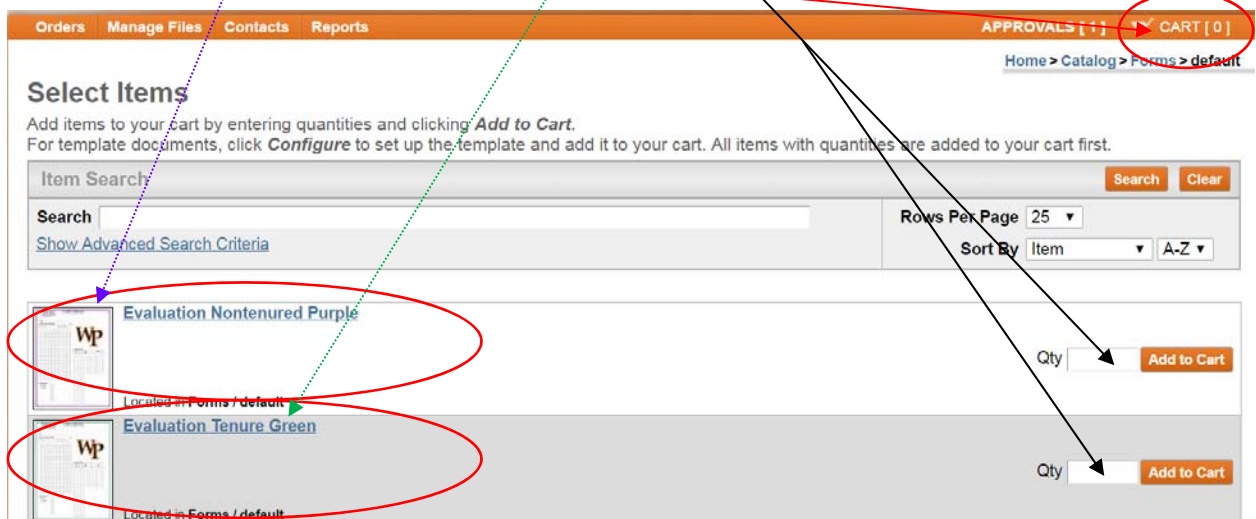 Orders Manage Files Contacts Reports APPROVALS [ 1 ] CART [ 0 ]
Home > Catalog > Forms > default
Select Items
Add items to your cart by entering quantities and clicking Add to Cart.
For template documents, click Configure to set up the template and add it to your cart. All items with quantities are added to your cart first.
Item Search Search Clear
Search Rows Per Page 25
Show Advanced Search Criteria Sort By Item A-Z
Evaluation Nontenured Purple
WP
Qty Add to Cart
Located in Forms / default
Evaluation Tenure Green
WP
Qty Add to Cart
Located in Forms / default